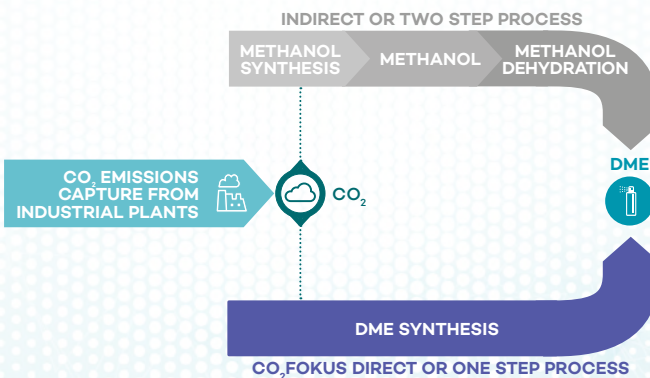 INDIRECT OR TWO STEP PROCESS
METHANOL
SYNTHESIS
METHANOL
METHANOL
DEHYDRATION
CO₂ EMISSIONS
CAPTURE FROM
INDUSTRIAL PLANTS
CO₂
DME
DME SYNTHESIS
CO₂FOKUS DIRECT OR ONE STEP PROCESS